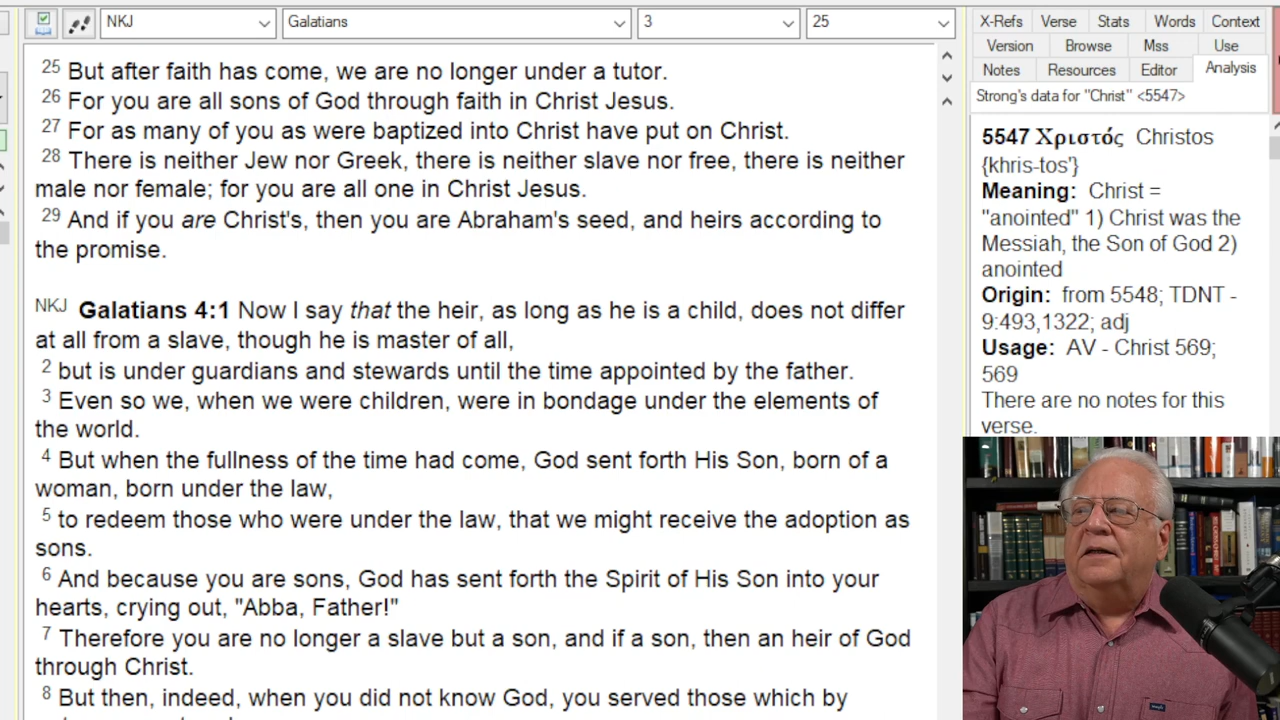 NKJ Galatians 3 25
25 But after faith has come, we are no longer under a tutor.
26 For you are all sons of God through faith in Christ Jesus.
27 For as many of you as were baptized into Christ have put on Christ.
28 There is neither Jew nor Greek, there is neither slave nor free, there is neither
male nor female; for you are all one in Christ Jesus.
29 And if you are Christ's, then you are Abraham's seed, and heirs according to
the promise.
NKJ Galatians 4:1 Now I say that the heir, as long as he is a child, does not differ
at all from a slave, though he is master of all,
2 but is under guardians and stewards until the time appointed by the father.
3 Even so we, when we were children, were in bondage under the elements of
the world.
4 But when the fullness of the time had come, God sent forth His Son, born of a
woman, born under the law,
5 to redeem those who were under the law, that we might receive the adoption as
sons.
6 And because you are sons, God has sent forth the Spirit of His Son into your
hearts, crying out, "Abba, Father!"
7 Therefore you are no longer a slave but a son, and if a son, then an heir of God
through Christ.
8 But then, indeed, when you did not know God, you served those which by
X-Refs Verse Stats Words Context
Version Browse Mss Use
Notes Resources Editor Analysis
Strong's data for "Christ" <5547>
5547 Χριστός Christos
{khris-tos'}
Meaning: Christ =
"anointed" 1) Christ was the
Messiah, the Son of God 2)
anointed
Origin: from 5548; TDNT -
9:493,1322; adj
Usage: AV - Christ 569;
569
There are no notes for this
verse.